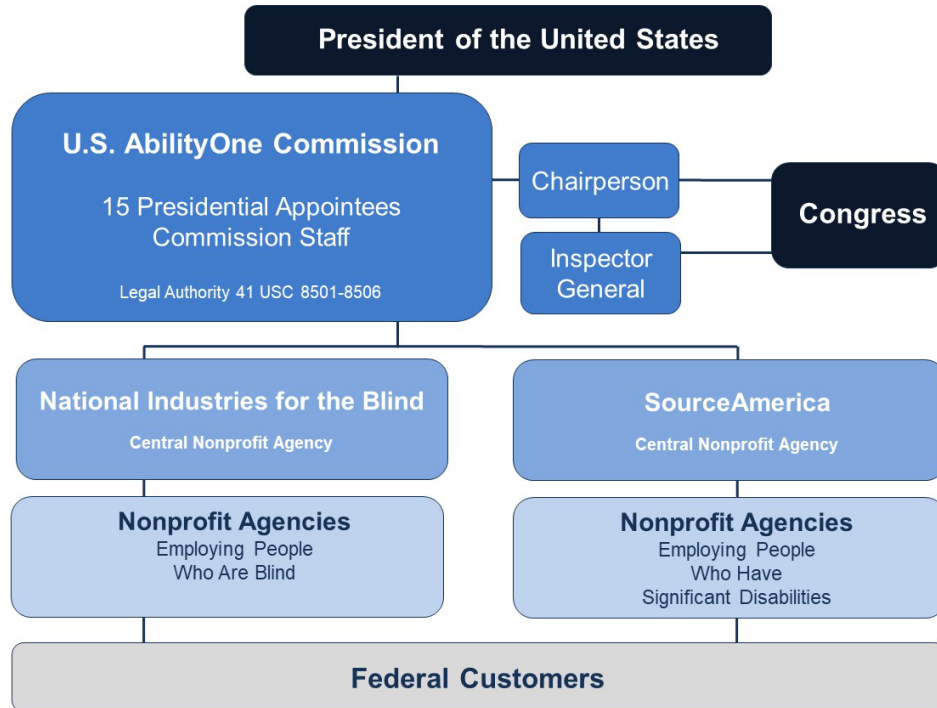 President of the United States
U.S. AbilityOne Commission
15 Presidential Appointees
Commission Staff
Legal Authority 41 USC 8501-8506
Chairperson
Inspector
General
Congress
National Industries for the Blind
Central Nonprofit Agency
SourceAmerica
Central Nonprofit Agency
Nonprofit Agencies
Employing People
Who Are Blind
Nonprofit Agencies
Employing People
Who Have
Significant Disabilities
Federal Customers